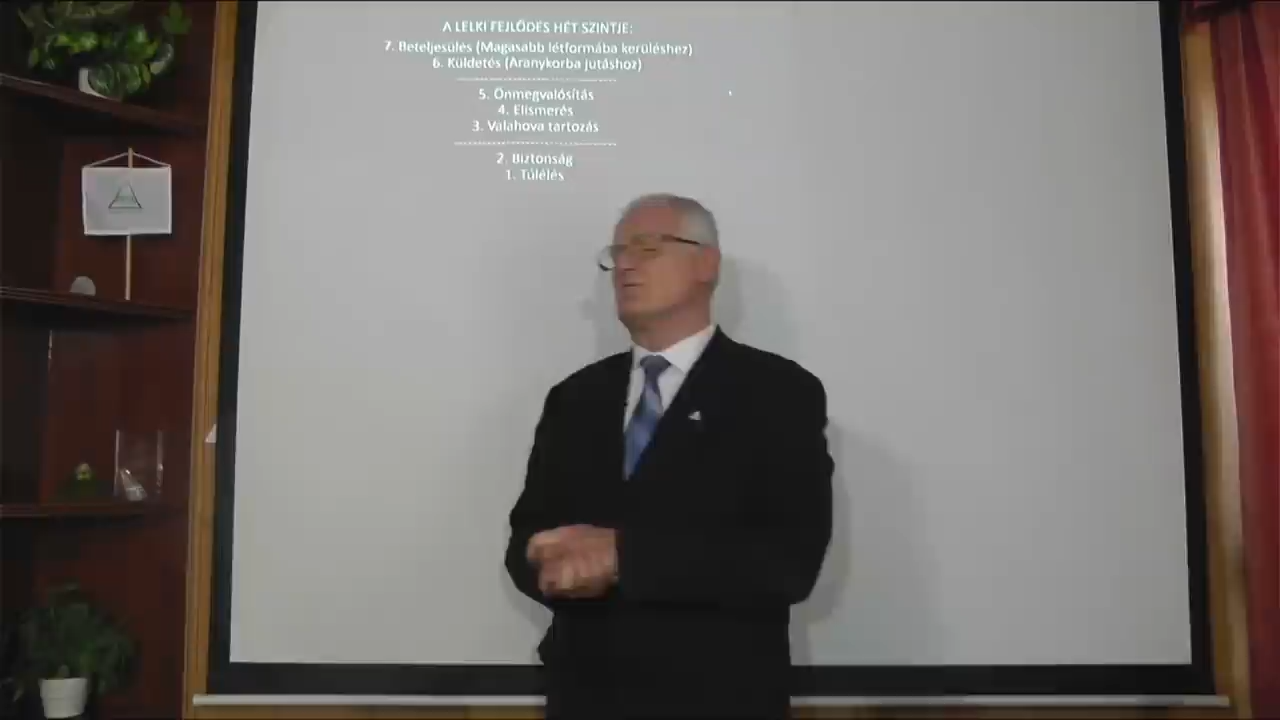 A LELKI FEJLŐDÉS HÉT SZINTJE:
7. Beteljesülés (Magasabb létformába kerüléshez)
6. Küldetés (Aranykorba jutáshoz)
5. Önmegvalósítás
4. Elismerés
3. Valahova tartozás
2. Biztonság
1. Túlélés